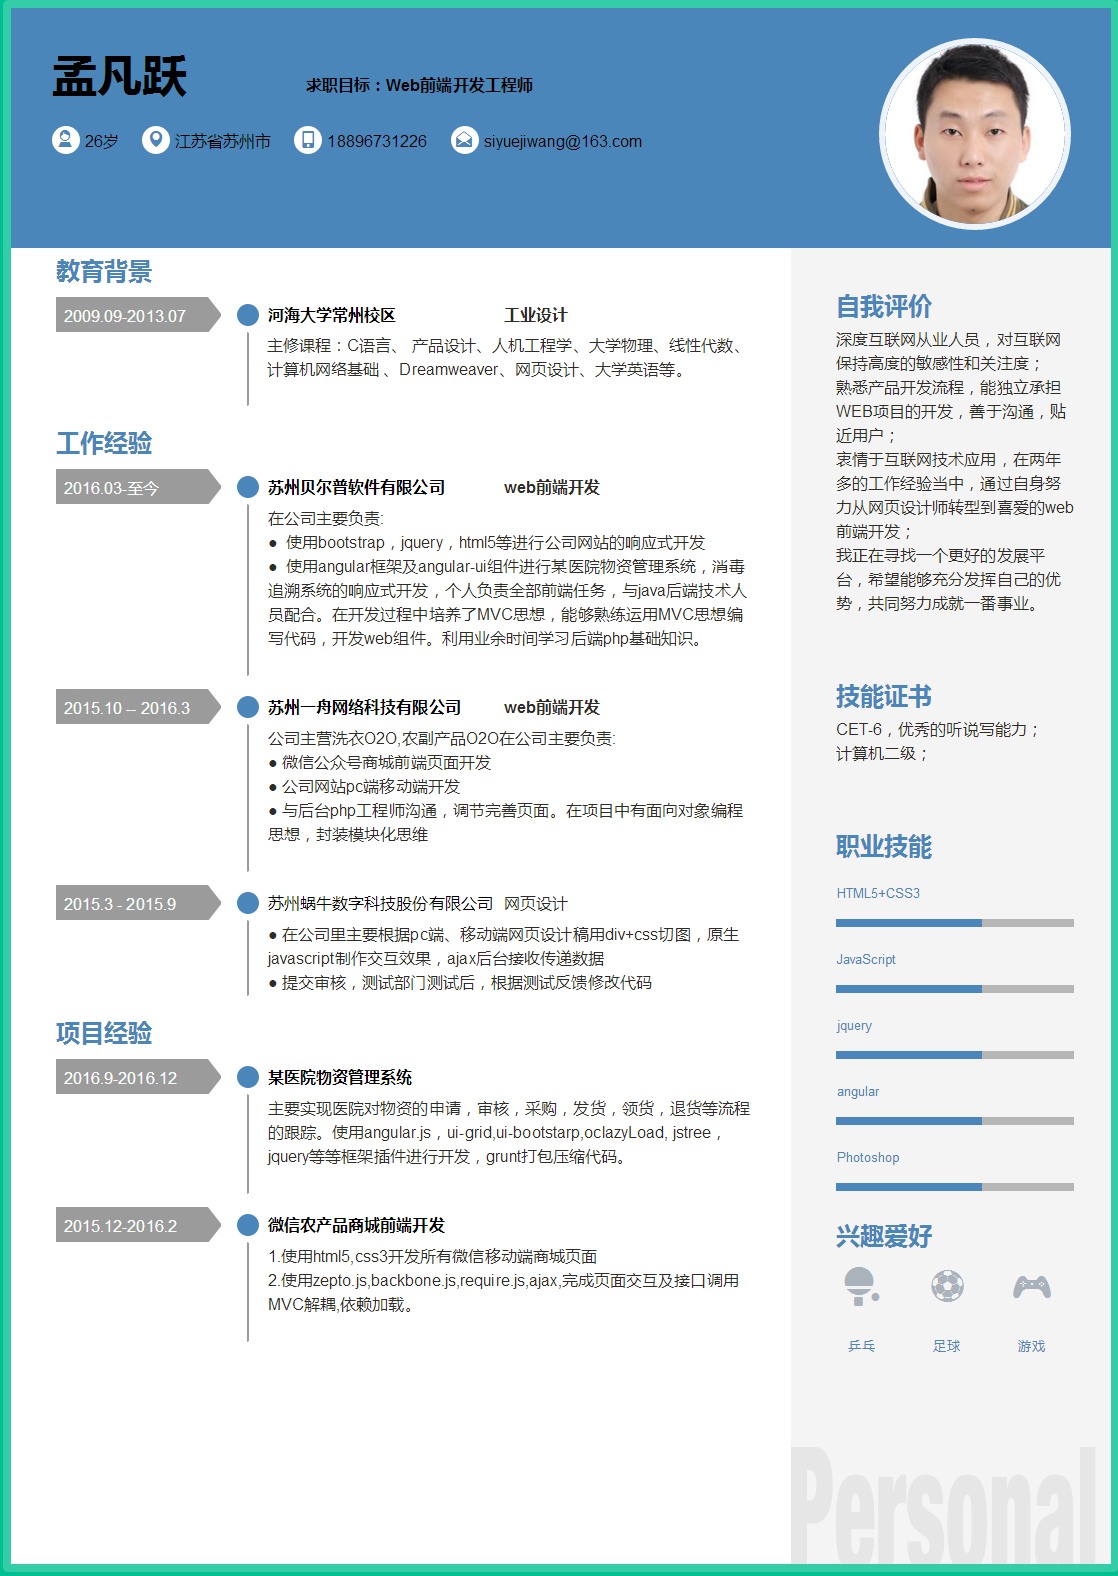 孟凡跃
求职目标：Web前端开发工程师
26岁
江苏省苏州市
18896731226
siyuejiwang@163.com
教育背景
2009.09-2013.07
河海大学常州校区 工业设计
主修课程：C语言、 产品设计、人机工程学、大学物理、线性代数、
计算机网络基础 、Dreamweaver、网页设计、大学英语等。
工作经验
2016.03-至今
苏州贝尔普软件有限公司 web前端开发
在公司主要负责:
● 使用bootstrap，jquery，html5等进行公司网站的响应式开发
● 使用angular框架及angular-ui组件进行某医院物资管理系统，消毒
追溯系统的响应式开发，个人负责全部前端任务，与java后端技术人
员配合。在开发过程中培养了MVC思想，能够熟练运用MVC思想编
写代码，开发web组件。利用业余时间学习后端php基础知识。
2015.10 -- 2016.3
苏州一舟网络科技有限公司 web前端开发
公司主营洗衣O2O,农副产品O2O在公司主要负责:
● 微信公众号商城前端页面开发
● 公司网站pc端移动端开发
● 与后台php工程师沟通，调节完善页面。在项目中有面向对象编程
思想，封装模块化思维
2015.3 - 2015.9
苏州蜗牛数字科技股份有限公司 网页设计
● 在公司里主要根据pc端、移动端网页设计稿用div+css切图，原生
javascript制作交互效果，ajax后台接收传递数据
● 提交审核，测试部门测试后，根据测试反馈修改代码
项目经验
2016.9-2016.12
某医院物资管理系统
主要实现医院对物资的申请，审核，采购，发货，领货，退货等流程
的跟踪。使用angular.js，ui-grid,ui-bootstarp,oclazyLoad, jstree，
jquery等等框架插件进行开发，grunt打包压缩代码。
2015.12-2016.2
微信农产品商城前端开发
1.使用html5,css3开发所有微信移动端商城页面
2.使用zepto.js,backbone.js,require.js,ajax,完成页面交互及接口调用
MVC解耦,依赖加载。
自我评价
深度互联网从业人员，对互联网
保持高度的敏感性和关注度；
熟悉产品开发流程，能独立承担
WEB项目的开发，善于沟通，贴
近用户；
衷情于互联网技术应用，在两年
多的工作经验当中，通过自身努
力从网页设计师转型到喜爱的web
前端开发；
我正在寻找一个更好的发展平
台，希望能够充分发挥自己的优
势，共同努力成就一番事业。
技能证书
CET-6，优秀的听说写能力；
计算机二级；
职业技能
HTML5+CSS3
JavaScript
jquery
angular
Photoshop
兴趣爱好
乒乓 足球 游戏
Personal